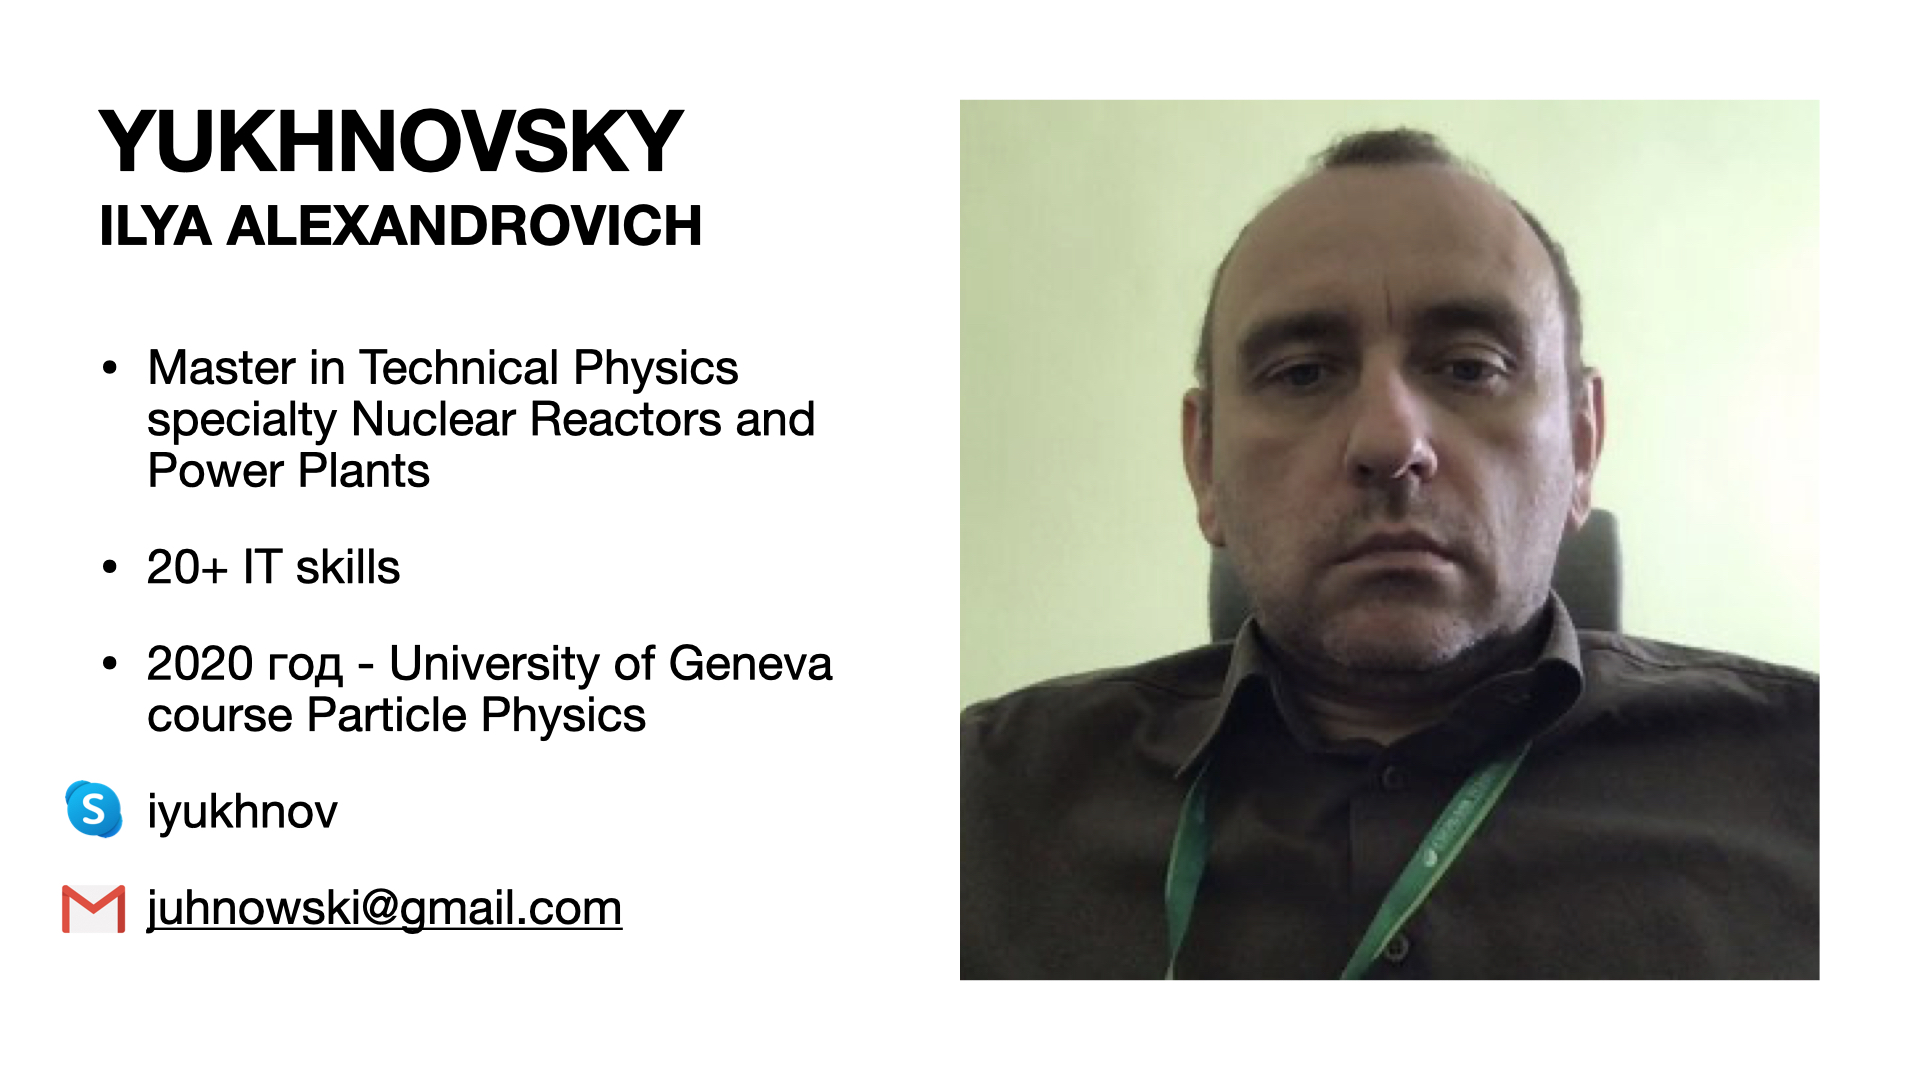 YUKHNOVSKY
ILYA ALEXANDROVICH
• Master in Technical Physics
specialty Nuclear Reactors and
Power Plants
• 20+ IT skills
• 2020 год - University of Geneva
course Particle Physics
iyukhnov
juhnowski@gmail.com